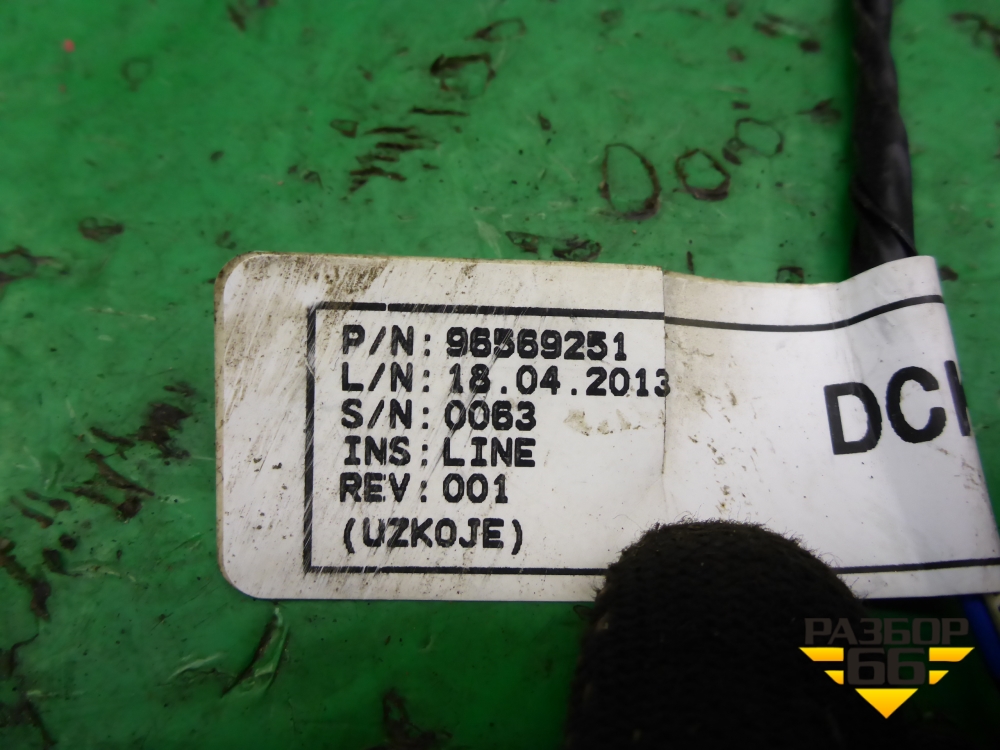 P/N: 96569251
L/N: 18.04.2013
S/N: 0063
INS: LINE
REV: 001
(UZKOJE)
РАЗБОР
66